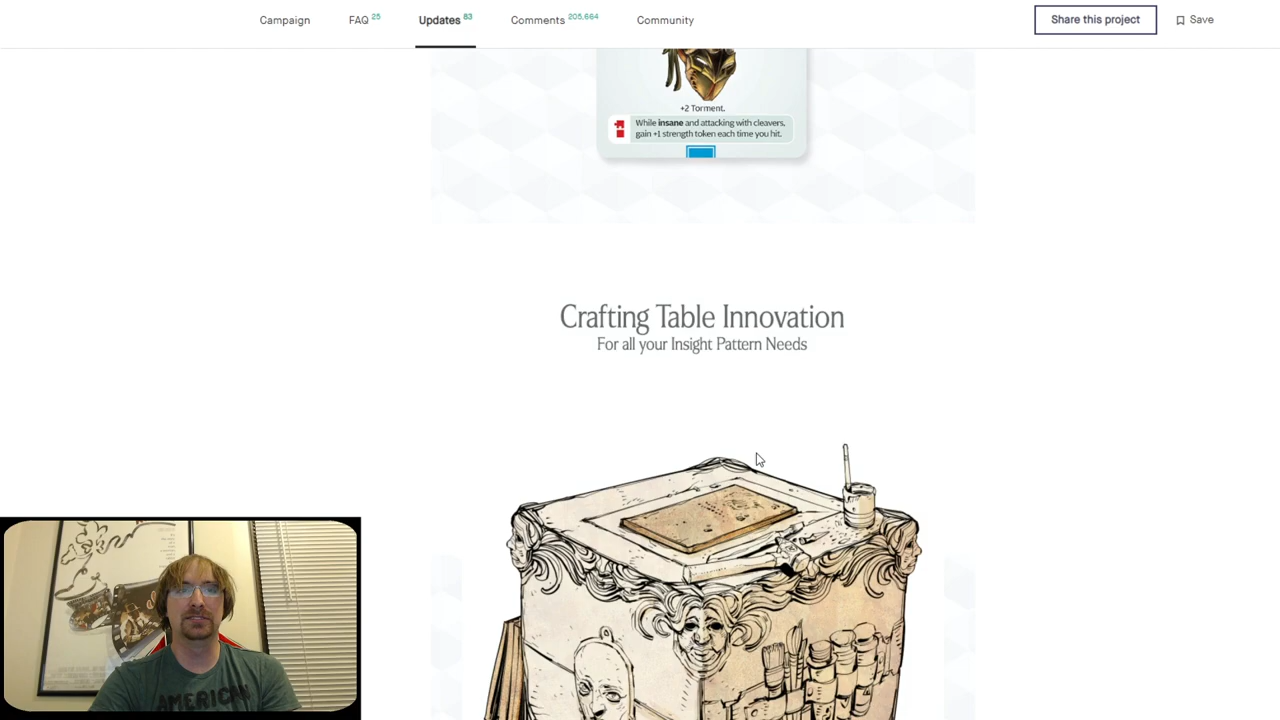 Campaign FAQ 25 Updates 83 Comments 205,664 Community Share this project Save
+2 Torment.
While insane and attacking with cleavers,
gain +1 strength token each time you hit.
Crafting Table Innovation
For all your Insight Pattern Needs
AMERICAN